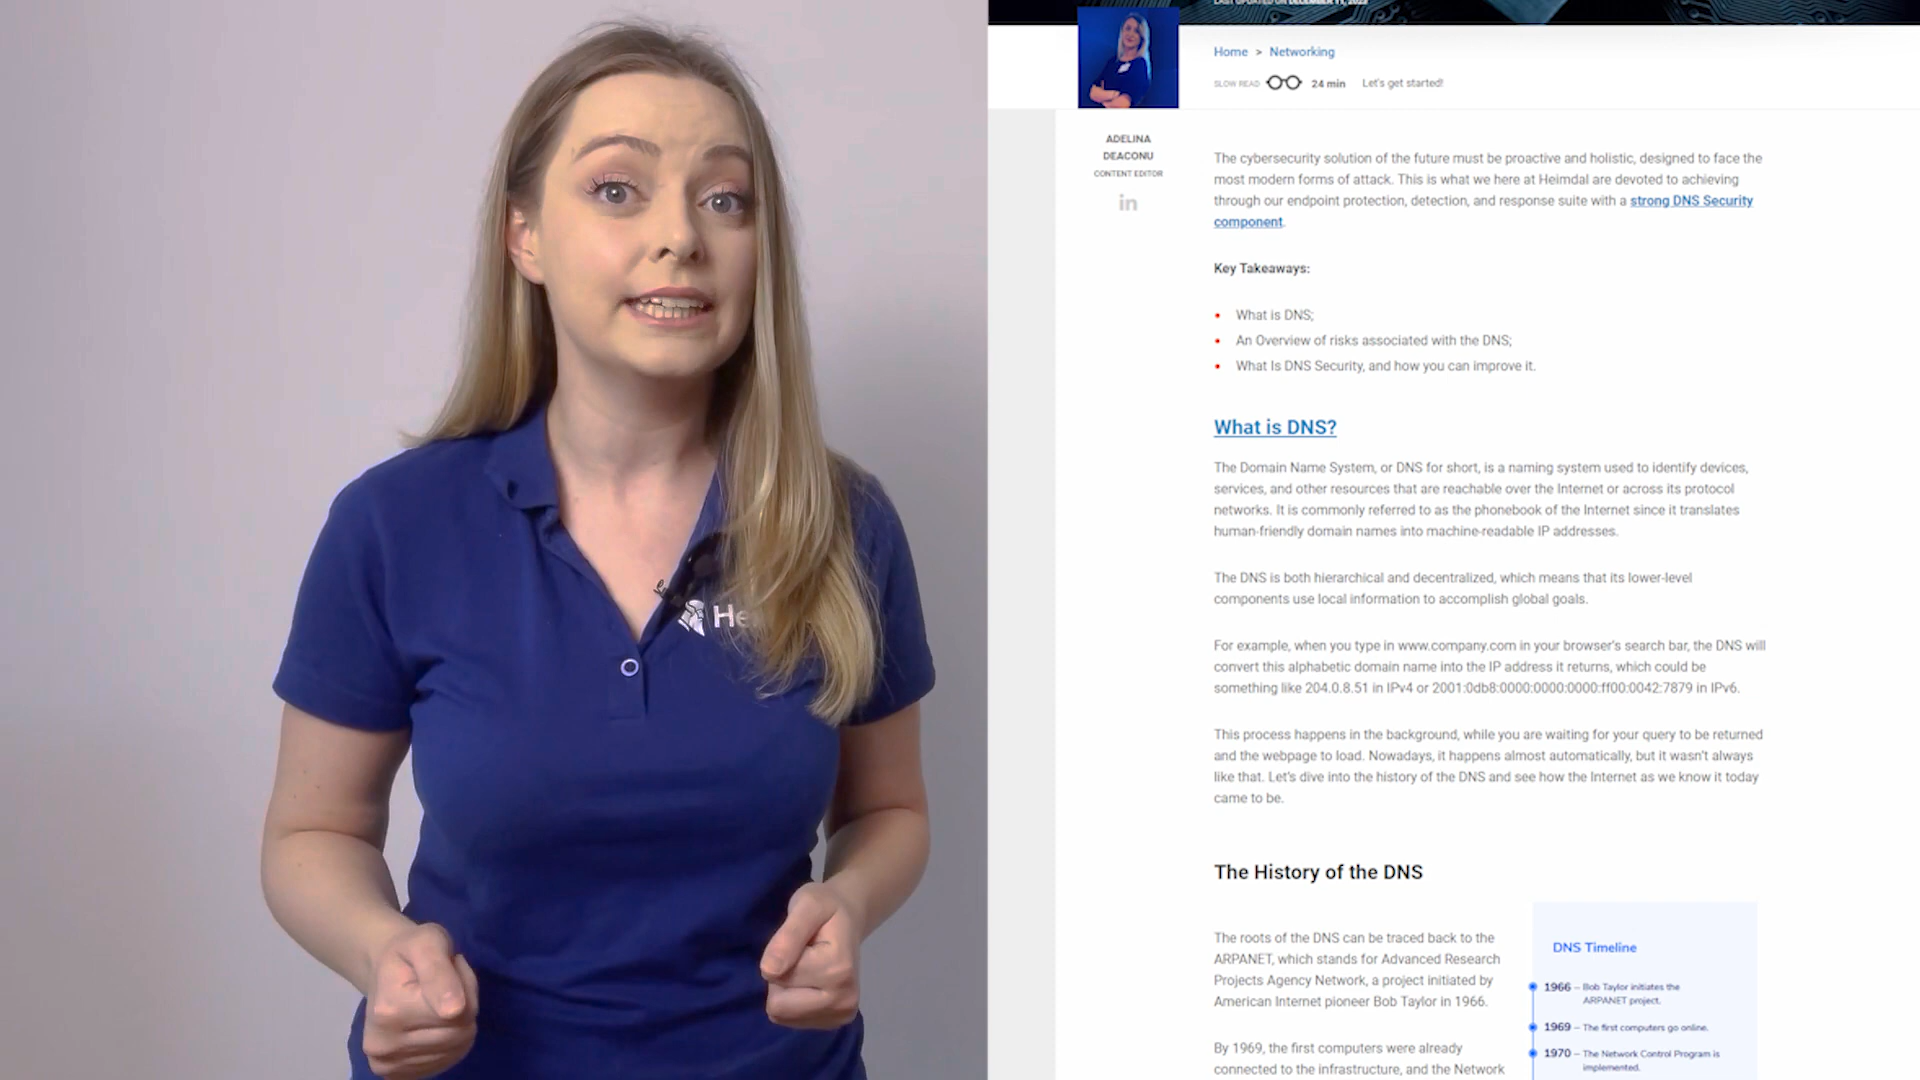 LAST UPDATED ON DECEMBER 11, 2023
Home > Networking
SLOW READ 24 min Let's get started!
ADELINA
DEACONU
CONTENT EDITOR
in
The cybersecurity solution of the future must be proactive and holistic, designed to face the
most modern forms of attack. This is what we here at Heimdal are devoted to achieving
through our endpoint protection, detection, and response suite with a strong DNS Security
component.
Key Takeaways:
What is DNS;
An Overview of risks associated with the DNS;
What Is DNS Security, and how you can improve it.
What is DNS?
The Domain Name System, or DNS for short, is a naming system used to identify devices,
services, and other resources that are reachable over the Internet or across its protocol
networks. It is commonly referred to as the phonebook of the Internet since it translates
human-friendly domain names into machine-readable IP addresses.
The DNS is both hierarchical and decentralized, which means that its lower-level
components use local information to accomplish global goals.
For example, when you type in www.company.com in your browser's search bar, the DNS will
convert this alphabetic domain name into the IP address it returns, which could be
something like 204.0.8.51 in IPv4 or 2001:0db8:0000:0000:0000:ff00:0042:7879 in IPv6.
This process happens in the background, while you are waiting for your query to be returned
and the webpage to load. Nowadays, it happens almost automatically, but it wasn't always
like that. Let's dive into the history of the DNS and see how the Internet as we know it today
came to be.
The History of the DNS
The roots of the DNS can be traced back to the
ARPANET, which stands for Advanced Research
Projects Agency Network, a project initiated by
American Internet pioneer Bob Taylor in 1966.
By 1969, the first computers were already
connected to the infrastructure, and the Network
DNS Timeline
1966 – Bob Taylor initiates the
ARPANET project.
1969 – The first computers go online.
1970 – The Network Control Program is
implemented.